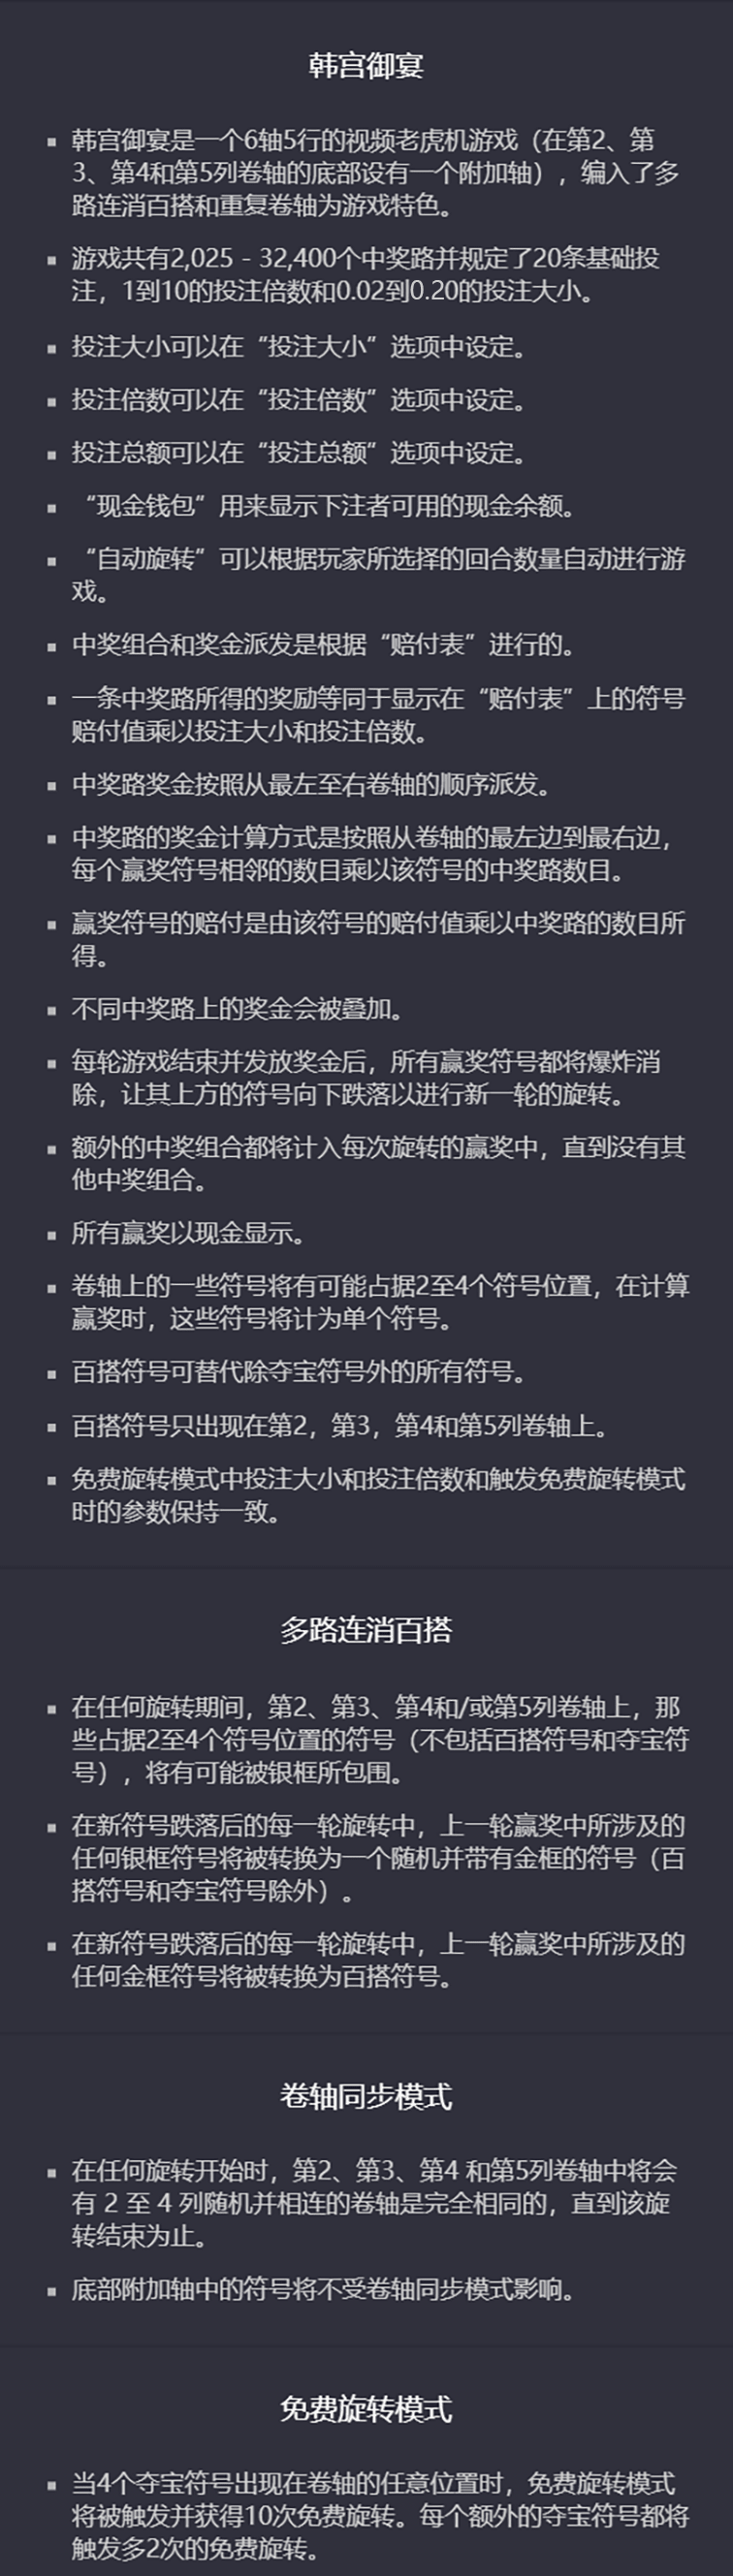 韩宫御宴
▪ 韩宫御宴是一个6轴5行的视频老虎机游戏（在第2、第
3、第4和第5列卷轴的底部设有一个附加轴），编入了多
路连消百搭和重复卷轴为游戏特色。
▪ 游戏共有2,025 - 32,400个中奖路并规定了20条基础投
注，1到10的投注倍数和0.02到0.20的投注大小。
▪ 投注大小可以在“投注大小”选项中设定。
▪ 投注倍数可以在“投注倍数”选项中设定。
▪ 投注总额可以在“投注总额”选项中设定。
▪ “现金钱包”用来显示下注者可用的现金余额。
▪ “自动旋转”可以根据玩家所选择的回合数量自动进行游
戏。
▪ 中奖组合和奖金派发是根据“赔付表”进行的。
▪ 一条中奖路所得的奖励等同于显示在“赔付表”上的符号
赔付值乘以投注大小和投注倍数。
▪ 中奖路奖金按照从最左至右卷轴的顺序派发。
▪ 中奖路的奖金计算方式是按照从卷轴的最左边到最右边，
每个赢奖符号相邻的数目乘以该符号的中奖路数目。
▪ 赢奖符号的赔付是由该符号的赔付值乘以中奖路的数目所
得。
▪ 不同中奖路上的奖金会被叠加。
▪ 每轮游戏结束并发放奖金后，所有赢奖符号都将爆炸消
除，让其上方的符号向下跌落以进行新一轮的旋转。
▪ 额外的中奖组合都将计入每次旋转的赢奖中，直到没有其
他中奖组合。
▪ 所有赢奖以现金显示。
▪ 卷轴上的一些符号将有可能占据2至4个符号位置，在计算
赢奖时，这些符号将计为单个符号。
▪ 百搭符号可替代除夺宝符号外的所有符号。
▪ 百搭符号只出现在第2，第3，第4和第5列卷轴上。
▪ 免费旋转模式中投注大小和投注倍数和触发免费旋转模式
时的参数保持一致。
多路连消百搭
▪ 在任何旋转期间，第2、第3、第4和/或第5列卷轴上，那
些占据2至4个符号位置的符号（不包括百搭符号和夺宝符
号），将有可能被银框所包围。
▪ 在新符号跌落后的每一轮旋转中，上一轮赢奖中所涉及的
任何银框符号将被转换为一个随机并带有金框的符号（百
搭符号和夺宝符号除外）。
▪ 在新符号跌落后的每一轮旋转中，上一轮赢奖中所涉及的
任何金框符号将被转换为百搭符号。
卷轴同步模式
▪ 在任何旋转开始时，第2、第3、第4 和第5列卷轴中将会
有 2 至 4 列随机并相连的卷轴是完全相同的，直到该旋
转结束为止。
▪ 底部附加轴中的符号将不受卷轴同步模式影响。
免费旋转模式
▪ 当4个夺宝符号出现在卷轴的任意位置时，免费旋转模式
将被触发并获得10次免费旋转。每个额外的夺宝符号都将
触发多2次的免费旋转。